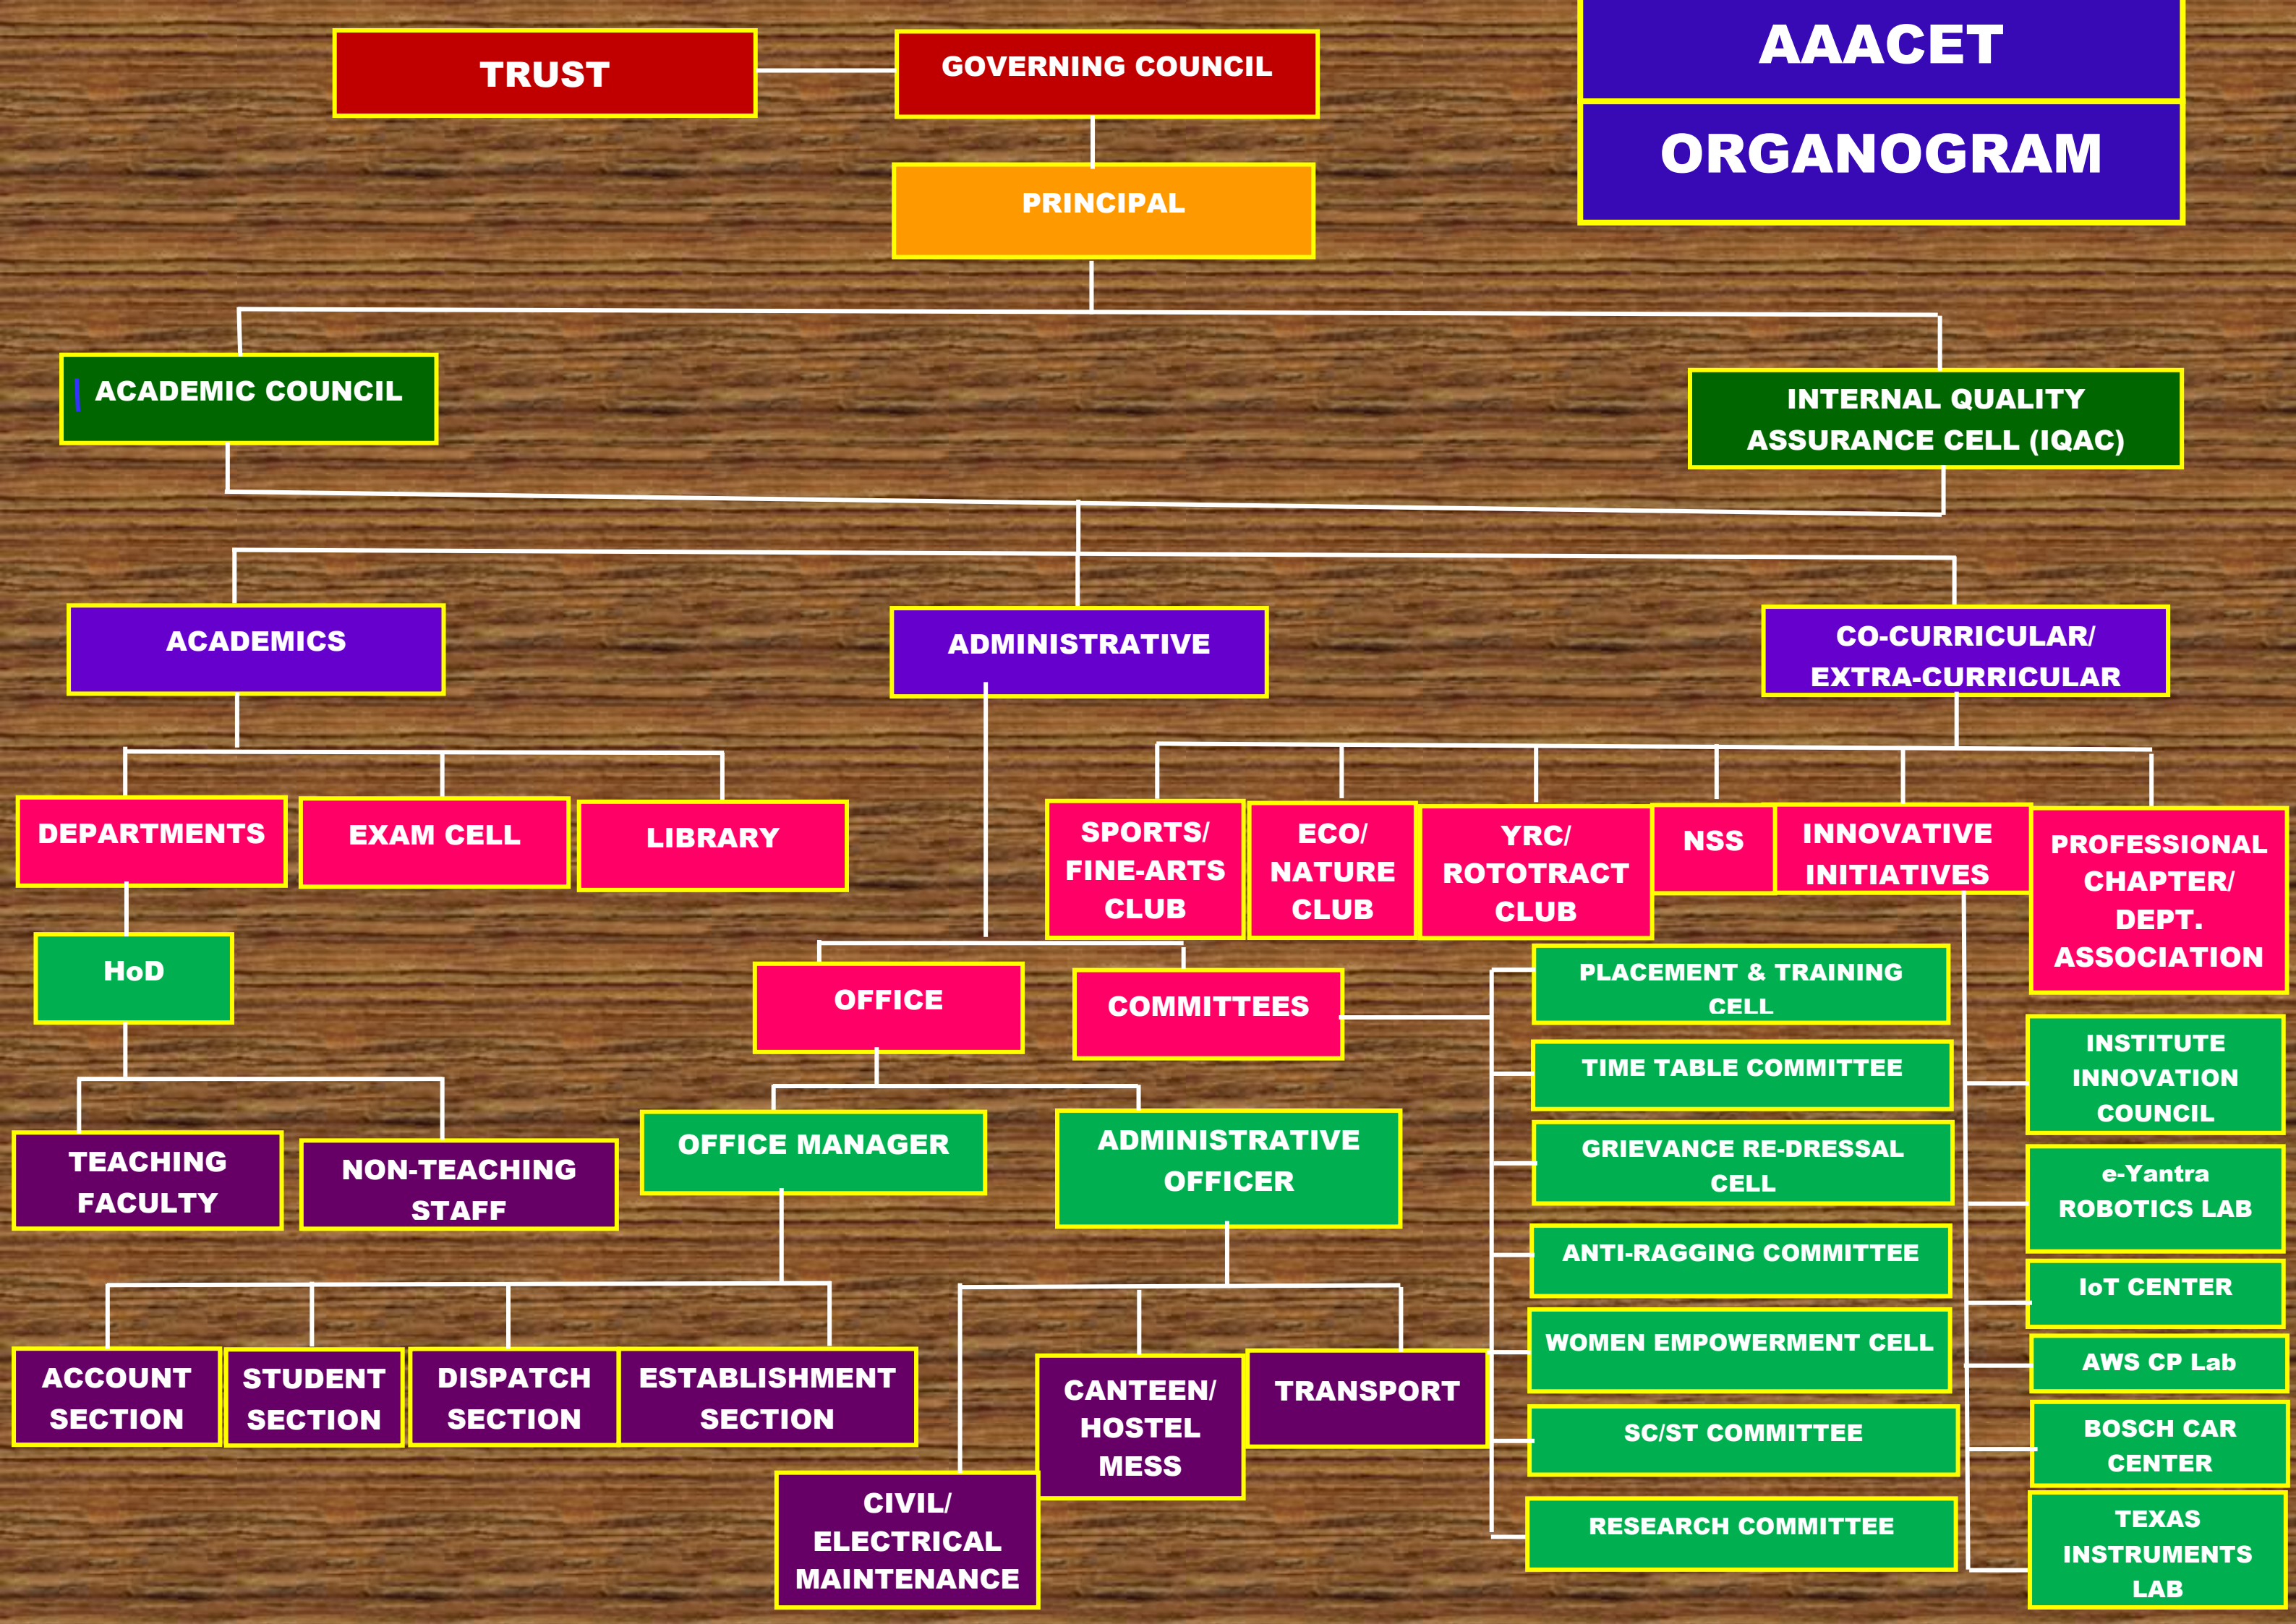 AAACET
ORGANOGRAM
TRUST
GOVERNING COUNCIL
PRINCIPAL
ACADEMIC COUNCIL
INTERNAL QUALITY
ASSURANCE CELL (IQAC)
ACADEMICS
ADMINISTRATIVE
CO-CURRICULAR/
EXTRA-CURRICULAR
DEPARTMENTS
EXAM CELL
LIBRARY
SPORTS/
FINE-ARTS
CLUB
ECO/
NATURE
CLUB
YRC/
ROTOTRACT
CLUB
NSS
INNOVATIVE
INITIATIVES
PROFESSIONAL
CHAPTER/
DEPT.
ASSOCIATION
HoD
OFFICE
COMMITTEES
TEACHING
FACULTY
NON-TEACHING
STAFF
OFFICE MANAGER
ADMINISTRATIVE
OFFICER
ACCOUNT
SECTION
STUDENT
SECTION
DISPATCH
SECTION
ESTABLISHMENT
SECTION
CIVIL/
ELECTRICAL
MAINTENANCE
CANTEEN/
HOSTEL
MESS
TRANSPORT
PLACEMENT & TRAINING
CELL
TIME TABLE COMMITTEE
GRIEVANCE RE-DRESSAL
CELL
ANTI-RAGGING COMMITTEE
WOMEN EMPOWERMENT CELL
SC/ST COMMITTEE
RESEARCH COMMITTEE
INSTITUTE
INNOVATION
COUNCIL
e-Yantra
ROBOTICS LAB
IoT CENTER
AWS CP Lab
BOSCH CAR
CENTER
TEXAS
INSTRUMENTS
LAB